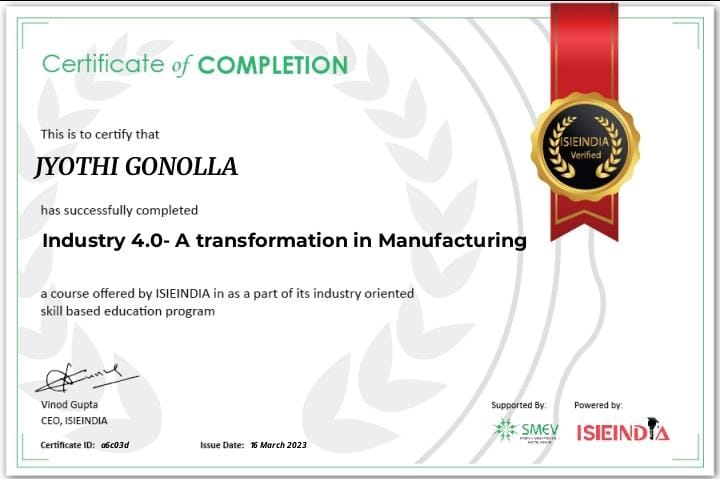 Certificate of COMPLETION
This is to certify that
JYOTHI GONOLLA
has successfully completed
Industry 4.0- A transformation in Manufacturing
a course offered by ISIEINDIA in as a part of its industry oriented
skill based education program
ISIEINDIA
Verified
Vinod Gupta
CEO, ISIEINDIA
Certificate ID: a6c03d
Issue Date: 16 March 2023
Supported By:
SMEV
Powered by:
ISIEINDIA